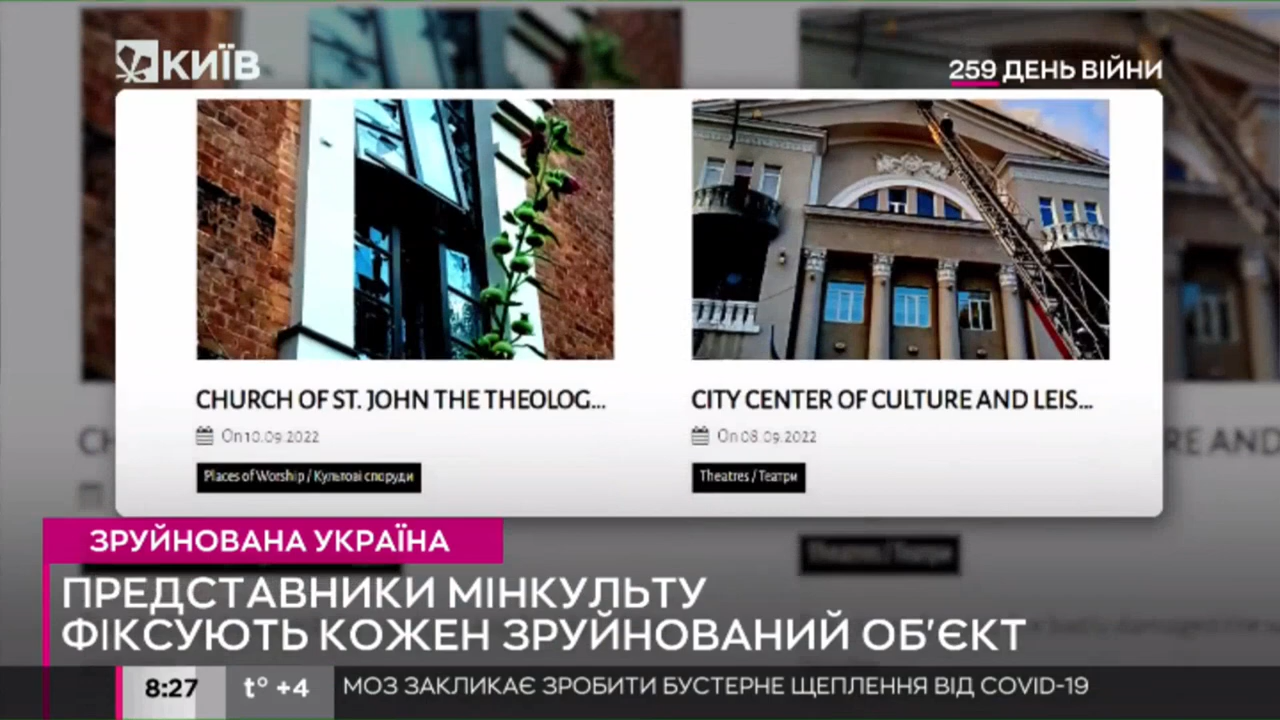 КИЇВ
259 ДЕНЬ ВІЙНИ
CHURCH OF ST. JOHN THE THEOLOG...
On 10.09.2022
Places of Worship / Культові споруди
CITY CENTER OF CULTURE AND LEIS...
On 08.09.2022
Theatres / Театри
ЗРУЙНОВАНА УКРАЇНА
ПРЕДСТАВНИКИ МІНКУЛЬТУ
ФІКСУЮТЬ КОЖЕН ЗРУЙНОВАНИЙ ОБ'ЄКТ
8:27
t° +4
МОЗ ЗАКЛИКАЄ ЗРОБИТИ БУСТЕРНЕ ЩЕПЛЕННЯ ВІД COVID-19